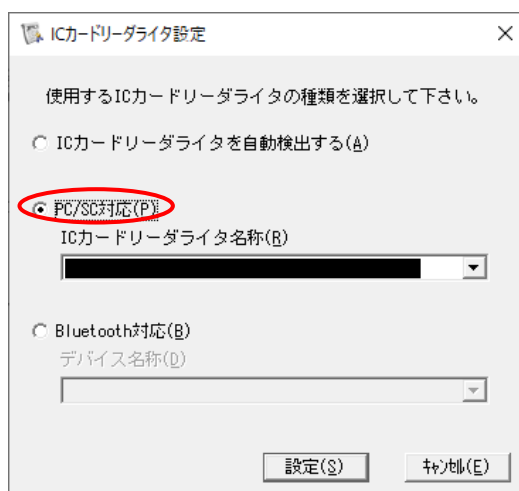 ICカードリーダライタ設定
使用するICカードリーダライタの種類を選択して下さい。
ICカードリーダライタを自動検出する(A)
PC/SC対応(P)
ICカードリーダライタ名称(R)
Bluetooth対応(B)
デバイス名称(D)
設定(S)
ｷｬﾝｾﾙ(E)